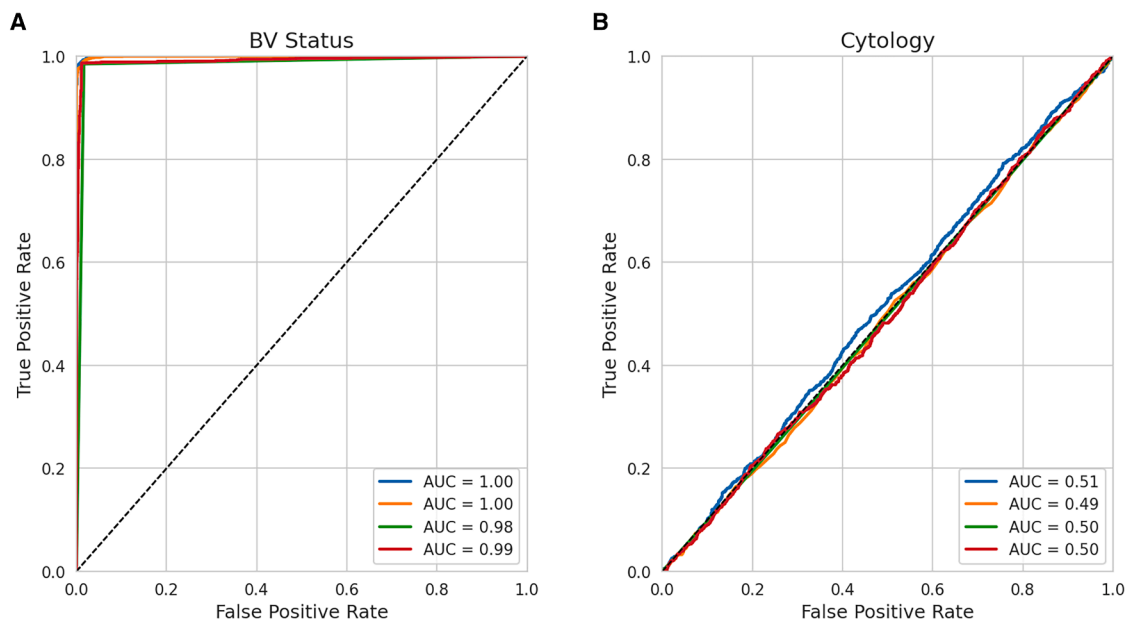 A
BV Status
1.0
0.8
0.6
0.4
0.2
0.0
True Positive Rate
AUC = 1.00
AUC = 1.00
AUC = 0.98
AUC = 0.99
0.0 0.2 0.4 0.6 0.8 1.0
False Positive Rate
B
Cytology
1.0
0.8
0.6
0.4
0.2
0.0
True Positive Rate
AUC = 0.51
AUC = 0.49
AUC = 0.50
AUC = 0.50
0.0 0.2 0.4 0.6 0.8 1.0
False Positive Rate